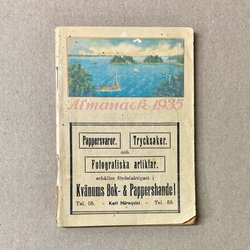 Almanack 1935
Pappersvaror. Trycksaker.
och
Fotografiska artiklar.
erhålles fördelaktigast i
Kvänums Bok- & Pappershandel
Tel. 55. - Karl Hörnqvist. - Tel. 55.